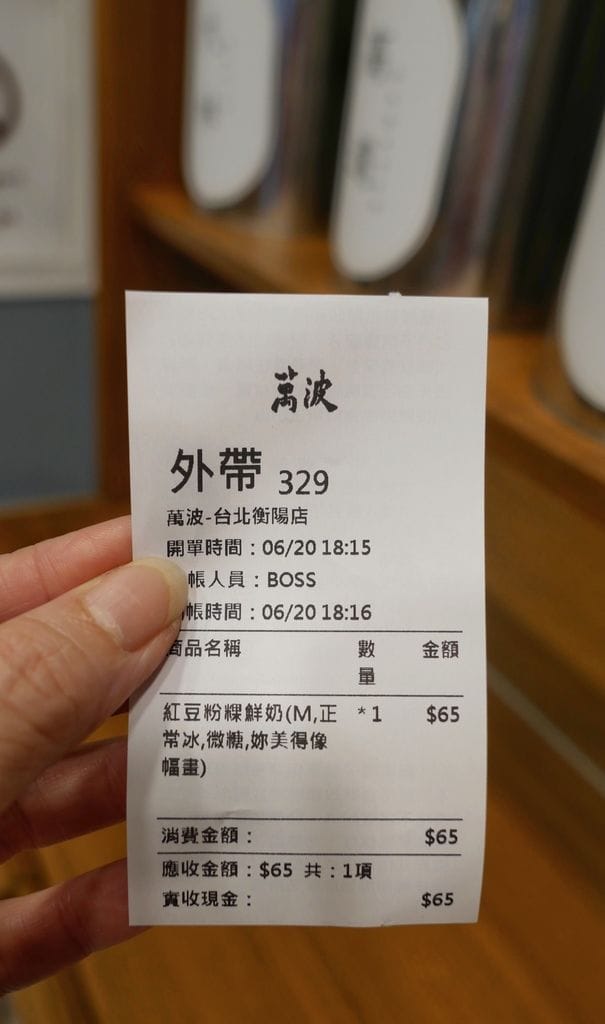 萬波
外帶 329
萬波-台北衡陽店
開單時間：06/20 18:15
帳人員：BOSS
帳時間：06/20 18:16
商品名稱 數量 金額
紅豆粉粿鮮奶(M,正 *1 $65
常冰,微糖,妳美得像
幅畫)
消費金額： $65
應收金額：$65 共：1項
實收現金： $65